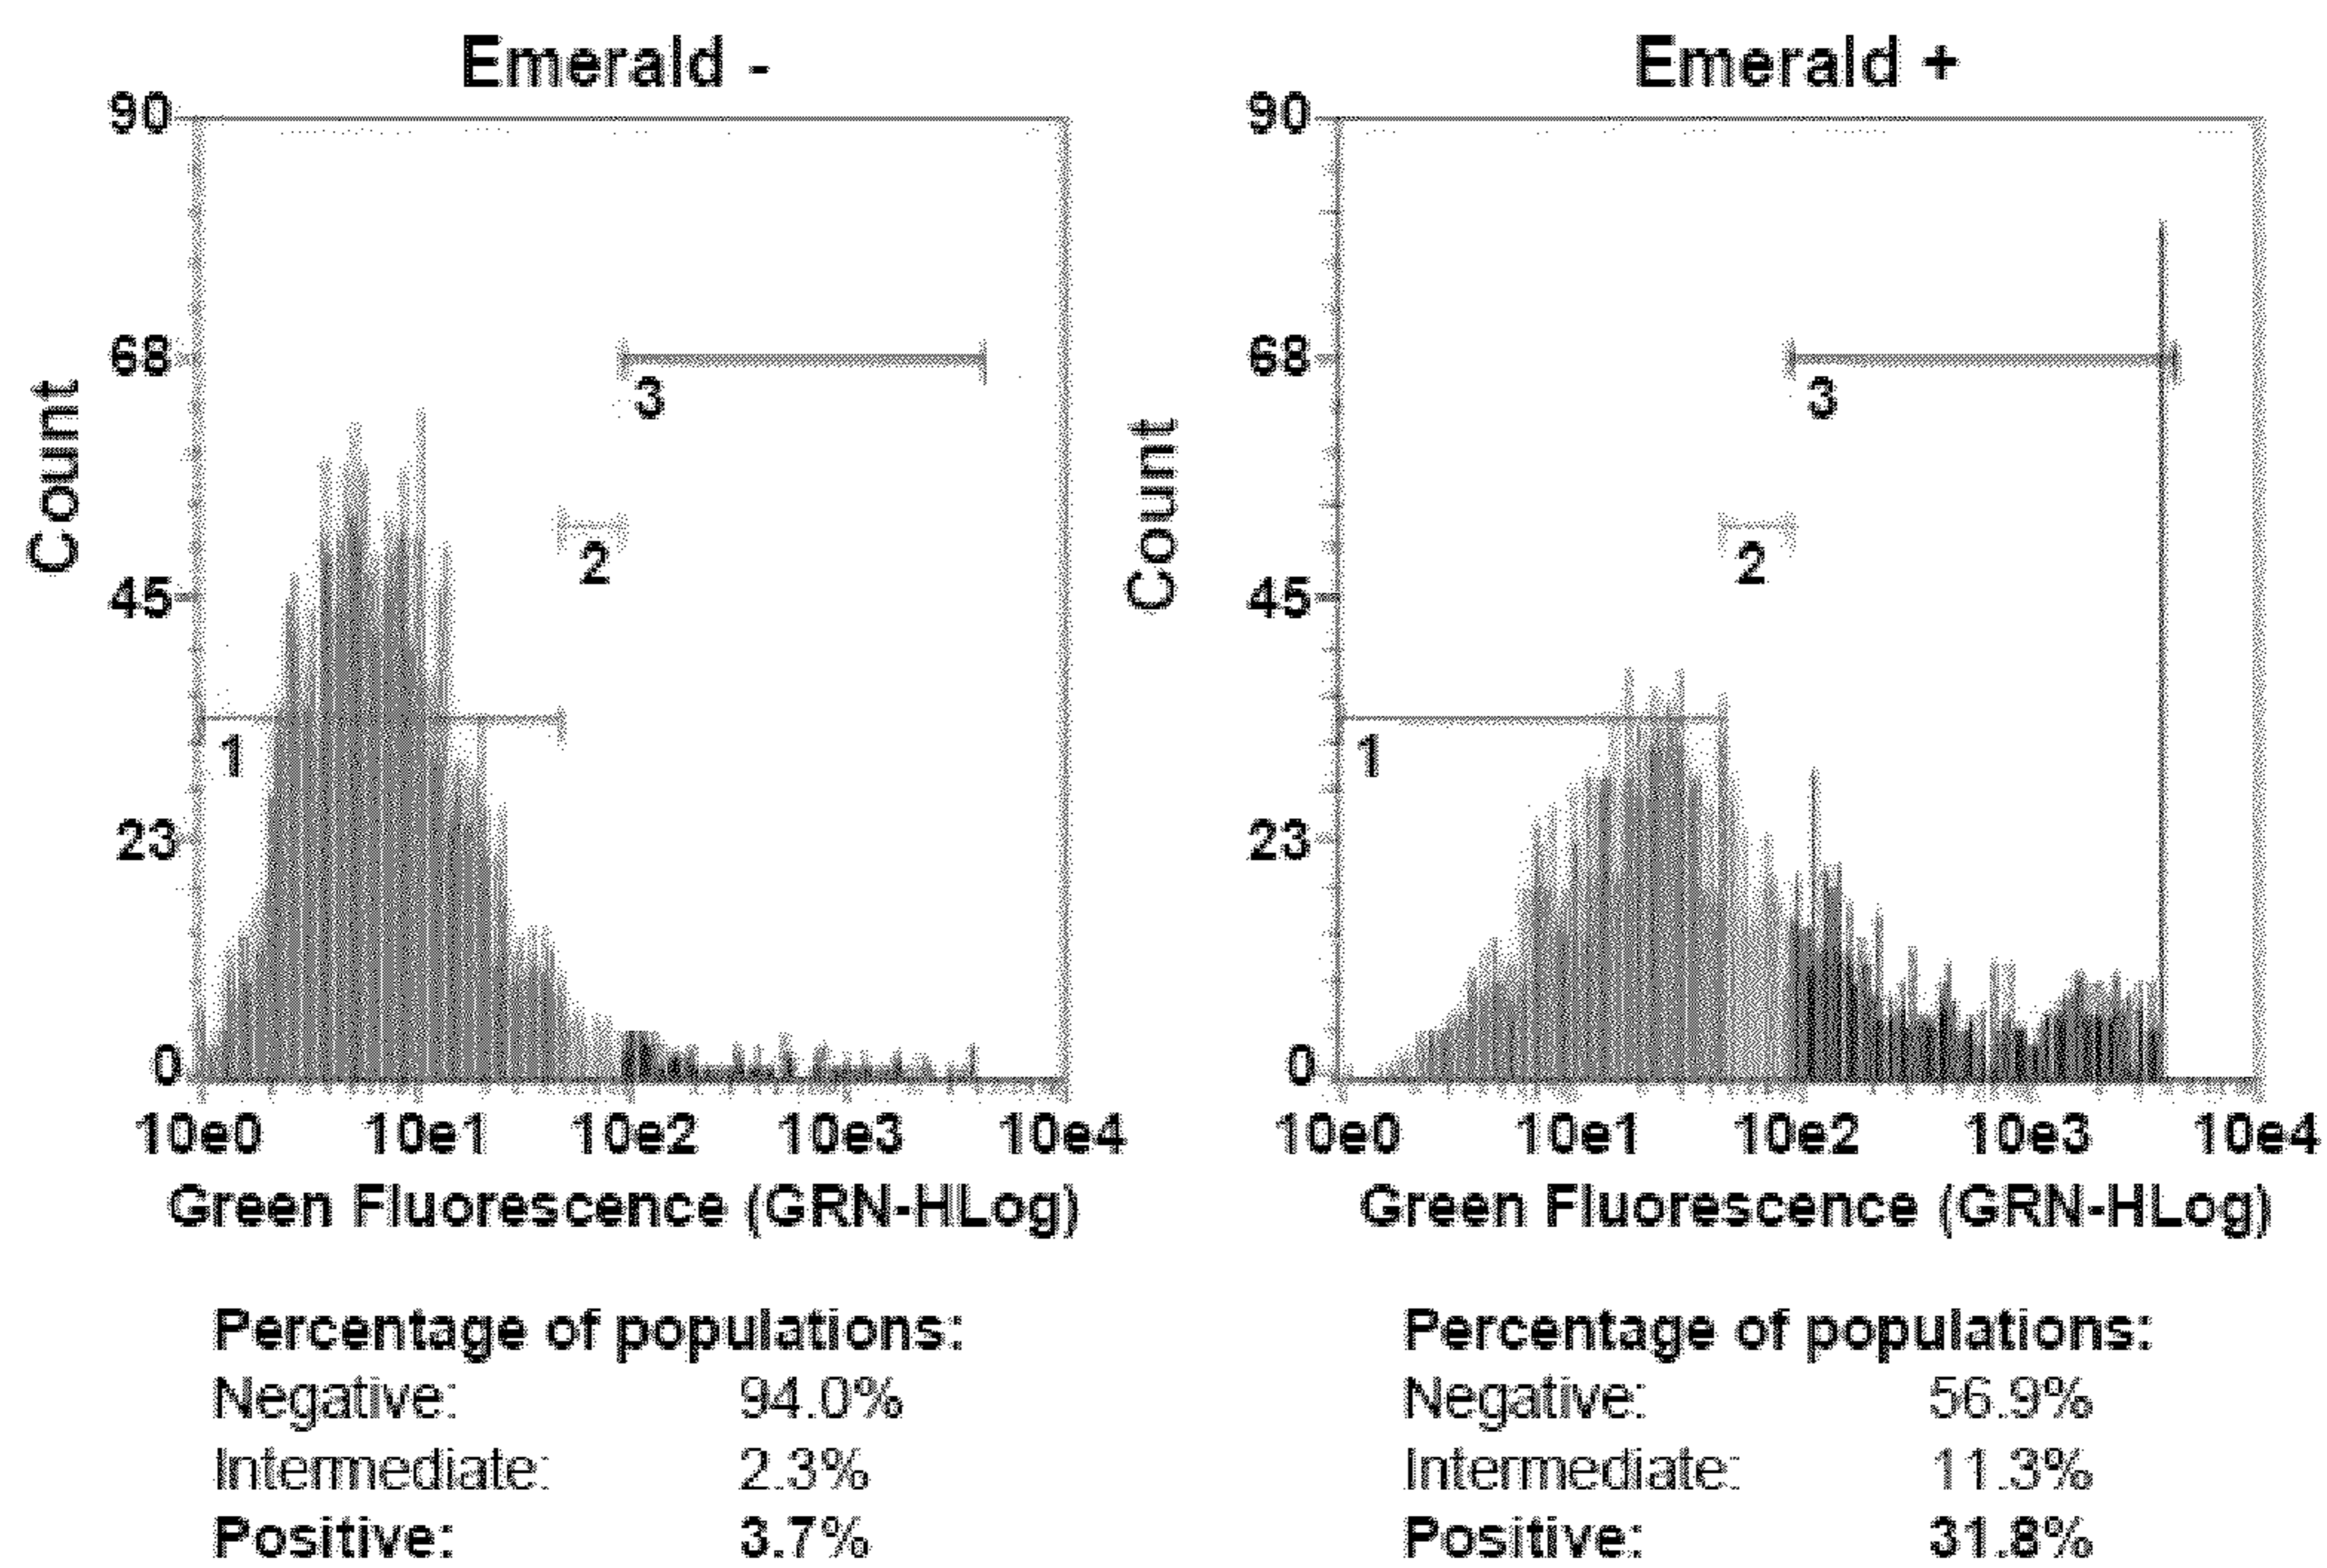 Emerald -
90
68
45
23
0
Count
3
2
1
10e0 10e1 10e2 10e3 10e4
Green Fluorescence (GRN-HLog)
Percentage of populations:
Negative: 94.0%
Intermediate: 2.3%
Positive: 3.7%
Emerald +
90
68
45
23
0
Count
3
2
1
10e0 10e1 10e2 10e3 10e4
Green Fluorescence (GRN-HLog)
Percentage of populations:
Negative: 56.9%
Intermediate: 11.3%
Positive: 31.8%